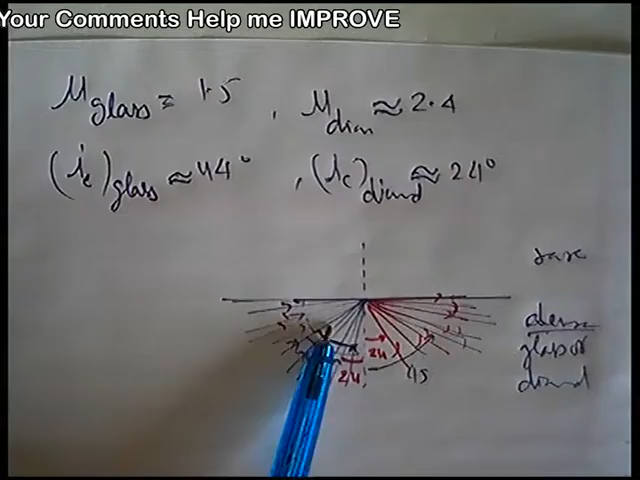 Your Comments Help me IMPROVE
μglass = 1.5 , μdiam ≈ 2.4
(ic)glass ≈ 44° , (ic)diamd ≈ 24°
rare
dense
glass or
diamd
24 24 45